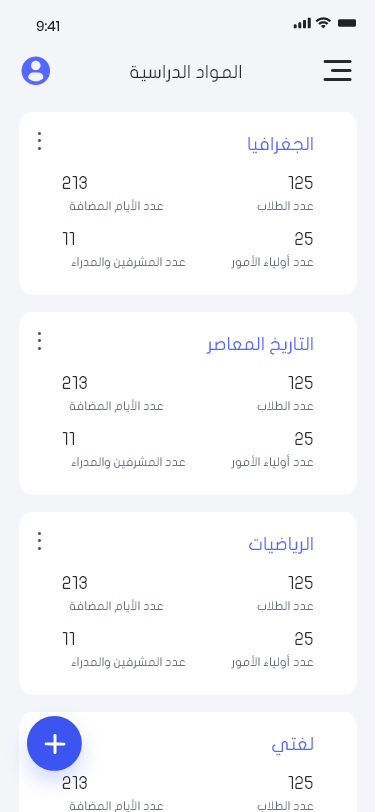 9:41
المواد الدراسية
الجغرافيا
125 213
عدد الطلاب عدد الأيام المضافة
25 11
عدد أولياء الأمور عدد المشرفين والمدراء
التاريخ المعاصر
125 213
عدد الطلاب عدد الأيام المضافة
25 11
عدد أولياء الأمور عدد المشرفين والمدراء
الرياضيات
125 213
عدد الطلاب عدد الأيام المضافة
25 11
عدد أولياء الأمور عدد المشرفين والمدراء
لغتي
125 213
عدد الطلاب عدد الأيام المضافة